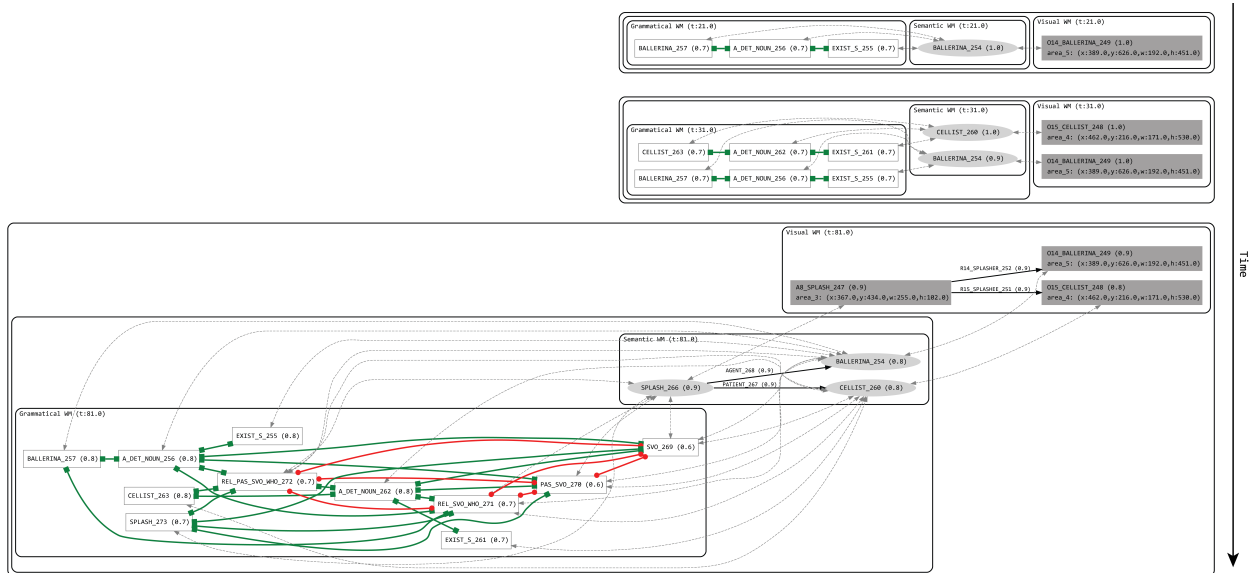 Grammatical WM (t:21.0)
Semantic WM (t:21.0)
Visual WM (t:21.0)
BALLERINA_257 (0.7)
A_DET_NOUN_256 (0.7)
EXIST_S_255 (0.7)
BALLERINA_254 (1.0)
O14_BALLERINA_249 (1.0)
area_5: (x:389.0,y:626.0,w:192.0,h:451.0)
Semantic WM (t:31.0)
Visual WM (t:31.0)
Grammatical WM (t:31.0)
CELLIST_260 (1.0)
O15_CELLIST_248 (1.0)
area_4: (x:462.0,y:216.0,w:171.0,h:530.0)
CELLIST_263 (0.7)
A_DET_NOUN_262 (0.7)
EXIST_S_261 (0.7)
BALLERINA_254 (0.9)
O14_BALLERINA_249 (1.0)
area_5: (x:389.0,y:626.0,w:192.0,h:451.0)
BALLERINA_257 (0.7)
A_DET_NOUN_256 (0.7)
EXIST_S_255 (0.7)
Time
Visual WM (t:81.0)
O14_BALLERINA_249 (0.9)
area_5: (x:389.0,y:626.0,w:192.0,h:451.0)
R14_SPLASHER_252 (0.9)
A8_SPLASH_247 (0.9)
area_3: (x:367.0,y:434.0,w:255.0,h:102.0)
R15_SPLASHEE_251 (0.9)
O15_CELLIST_248 (0.8)
area_4: (x:462.0,y:216.0,w:171.0,h:530.0)
Semantic WM (t:81.0)
BALLERINA_254 (0.8)
AGENT_268 (0.9)
SPLASH_266 (0.9)
PATIENT_267 (0.9)
CELLIST_260 (0.8)
Grammatical WM (t:81.0)
EXIST_S_255 (0.8)
SVO_269 (0.6)
BALLERINA_257 (0.8)
A_DET_NOUN_256 (0.8)
REL_PAS_SVO_WHO_272 (0.7)
PAS_SVO_270 (0.6)
CELLIST_263 (0.8)
A_DET_NOUN_262 (0.8)
REL_SVO_WHO_271 (0.7)
SPLASH_273 (0.7)
EXIST_S_261 (0.7)